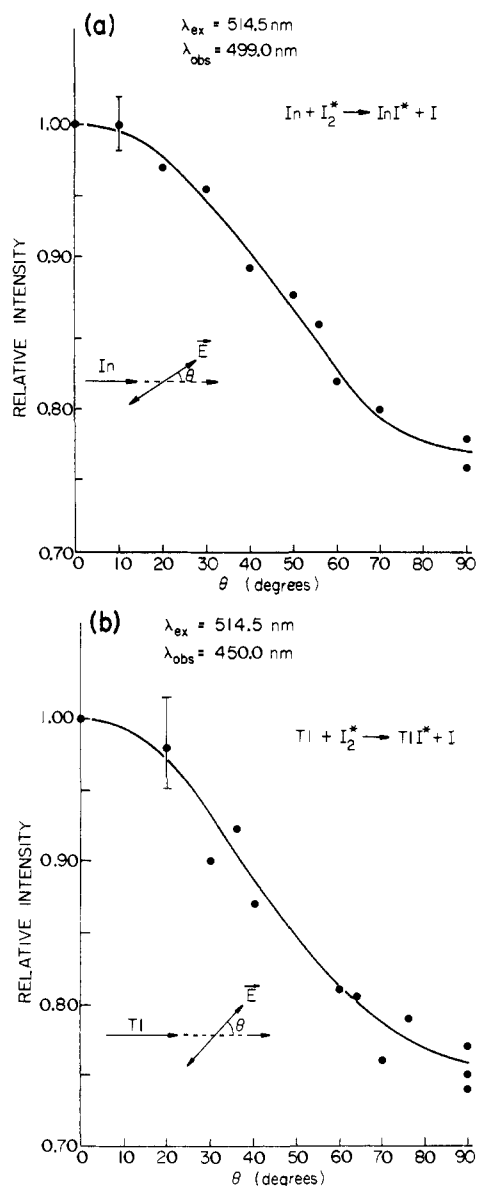 (a)
λex = 514.5 nm
λobs = 499.0 nm
In + I2* → InI* + I
1.00
0.90
0.80
0.70
RELATIVE INTENSITY
In
E
θ
0 10 20 30 40 50 60 70 80 90
θ (degrees)
(b)
λex = 514.5 nm
λobs = 450.0 nm
Tl + I2* → TlI* + I
1.00
0.90
0.80
0.70
RELATIVE INTENSITY
Tl
E
θ
0 10 20 30 40 50 60 70 80 90
θ (degrees)